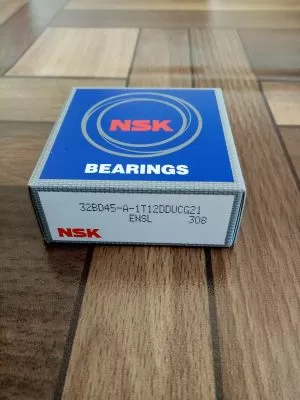 NSK
BEARINGS
32BD45-A-1T12DDUCG21
ENSL 308
NSK